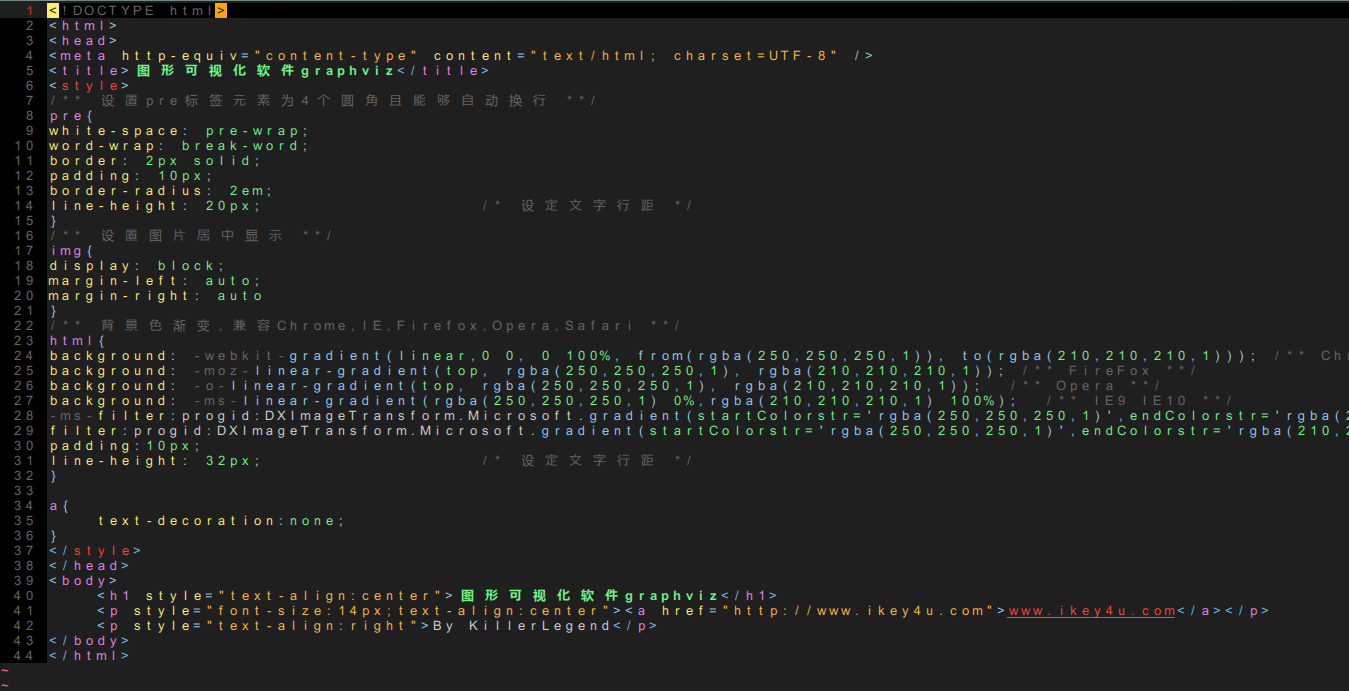 1 <!DOCTYPE html>
2 <html>
3 <head>
4 <meta http-equiv="content-type" content="text/html; charset=UTF-8" />
5 <title>图形可视化软件graphviz</title>
6 <style>
7 /** 设置pre标签元素为4个圆角且能够自动换行 **/
8 pre{
9 white-space: pre-wrap;
10 word-wrap: break-word;
11 border: 2px solid;
12 padding: 10px;
13 border-radius: 2em;
14 line-height: 20px; /* 设定文字行距 */
15 }
16 /** 设置图片居中显示 **/
17 img{
18 display: block;
19 margin-left: auto;
20 margin-right: auto
21 }
22 /** 背景色渐变,兼容Chrome,IE,Firefox,Opera,Safari **/
23 html{
24 background: -webkit-gradient(linear,0 0, 0 100%, from(rgba(250,250,250,1)), to(rgba(210,210,210,1))); /** Chr
25 background: -moz-linear-gradient(top, rgba(250,250,250,1), rgba(210,210,210,1)); /** FireFox **/
26 background: -o-linear-gradient(top, rgba(250,250,250,1), rgba(210,210,210,1)); /** Opera **/
27 background: -ms-linear-gradient(rgba(250,250,250,1) 0%,rgba(210,210,210,1) 100%); /** IE9 IE10 **/
28 -ms-filter:progid:DXImageTransform.Microsoft.gradient(startColorstr='rgba(250,250,250,1)',endColorstr='rgba(2
29 filter:progid:DXImageTransform.Microsoft.gradient(startColorstr='rgba(250,250,250,1)',endColorstr='rgba(210,2
30 padding:10px;
31 line-height: 32px; /* 设定文字行距 */
32 }
33
34 a{
35 text-decoration:none;
36 }
37 </style>
38 </head>
39 <body>
40 <h1 style="text-align:center">图形可视化软件graphviz</h1>
41 <p style="font-size:14px;text-align:center"><a href="http://www.ikey4u.com">www.ikey4u.com</a></p>
42 <p style="text-align:right">By KillerLegend</p>
43 </body>
44 </html>
~
~